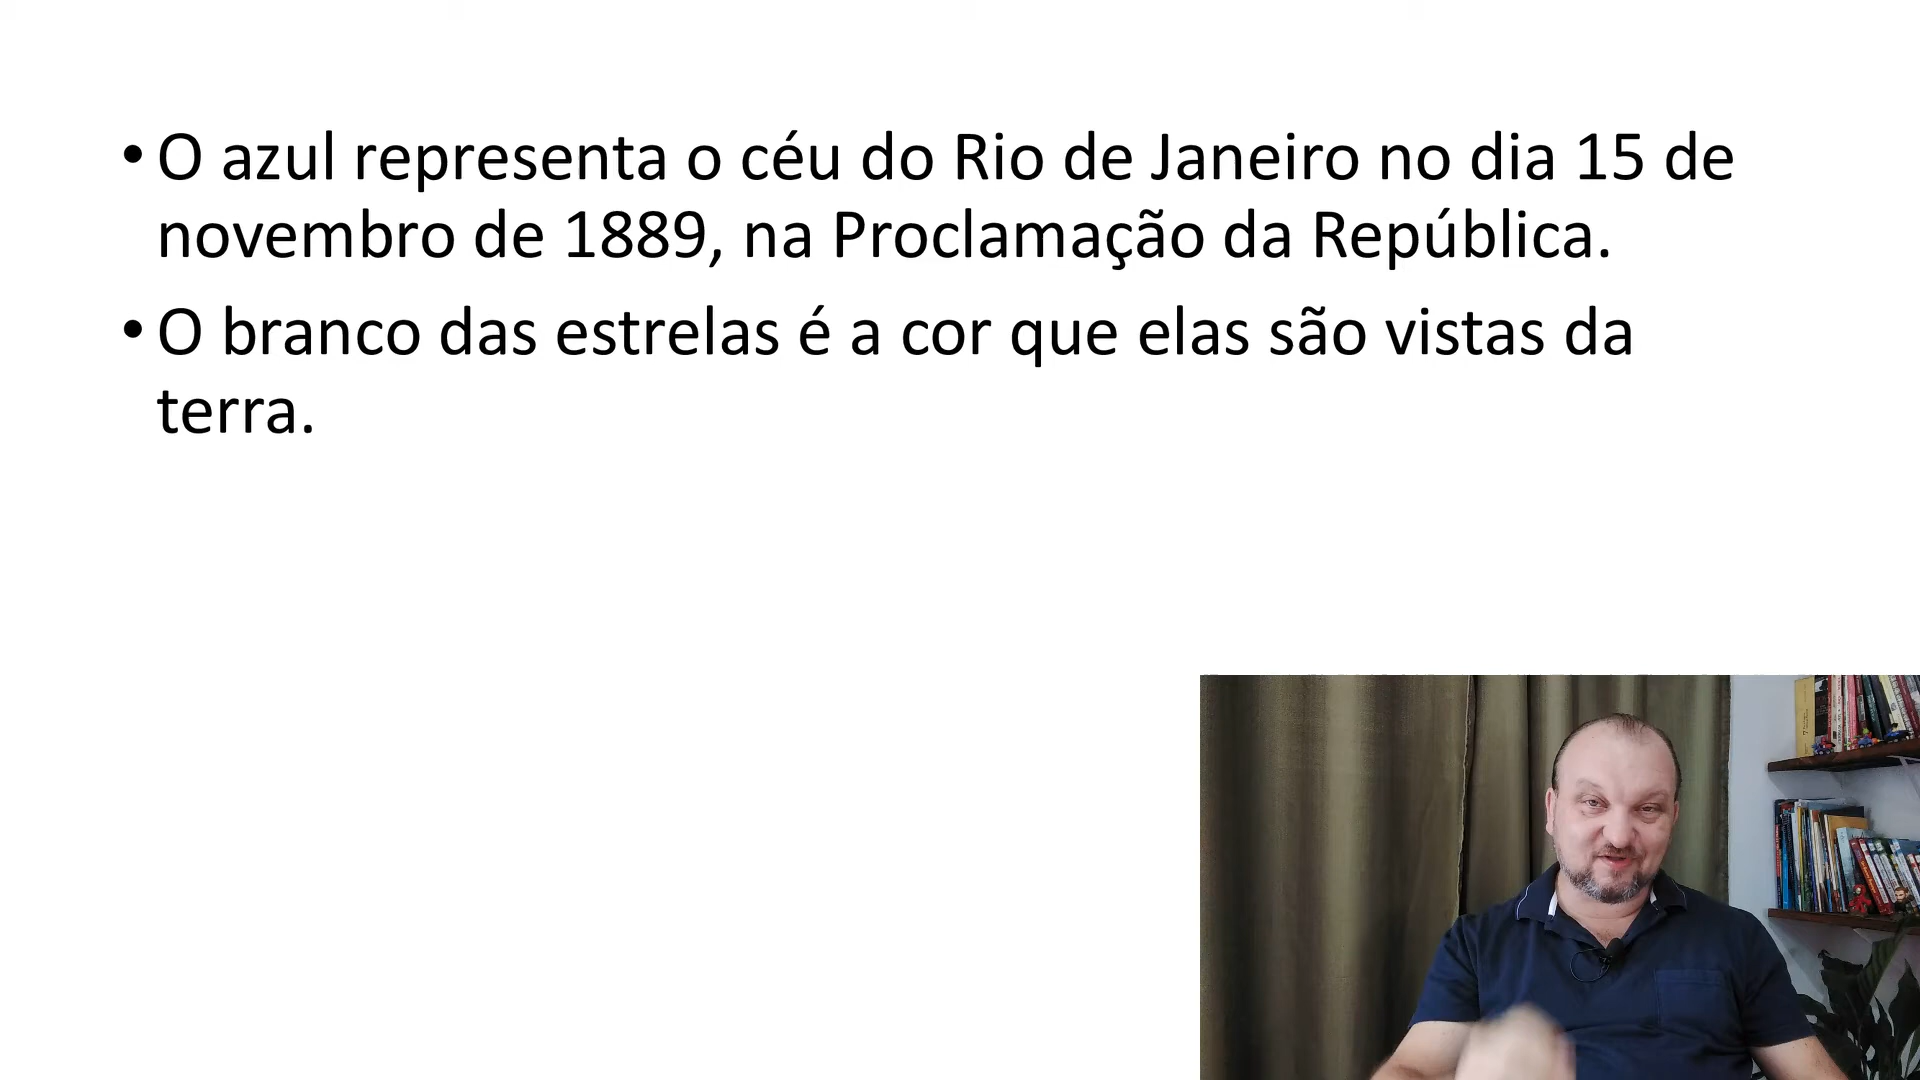 • O azul representa o céu do Rio de Janeiro no dia 15 de
novembro de 1889, na Proclamação da República.
• O branco das estrelas é a cor que elas são vistas da
terra.